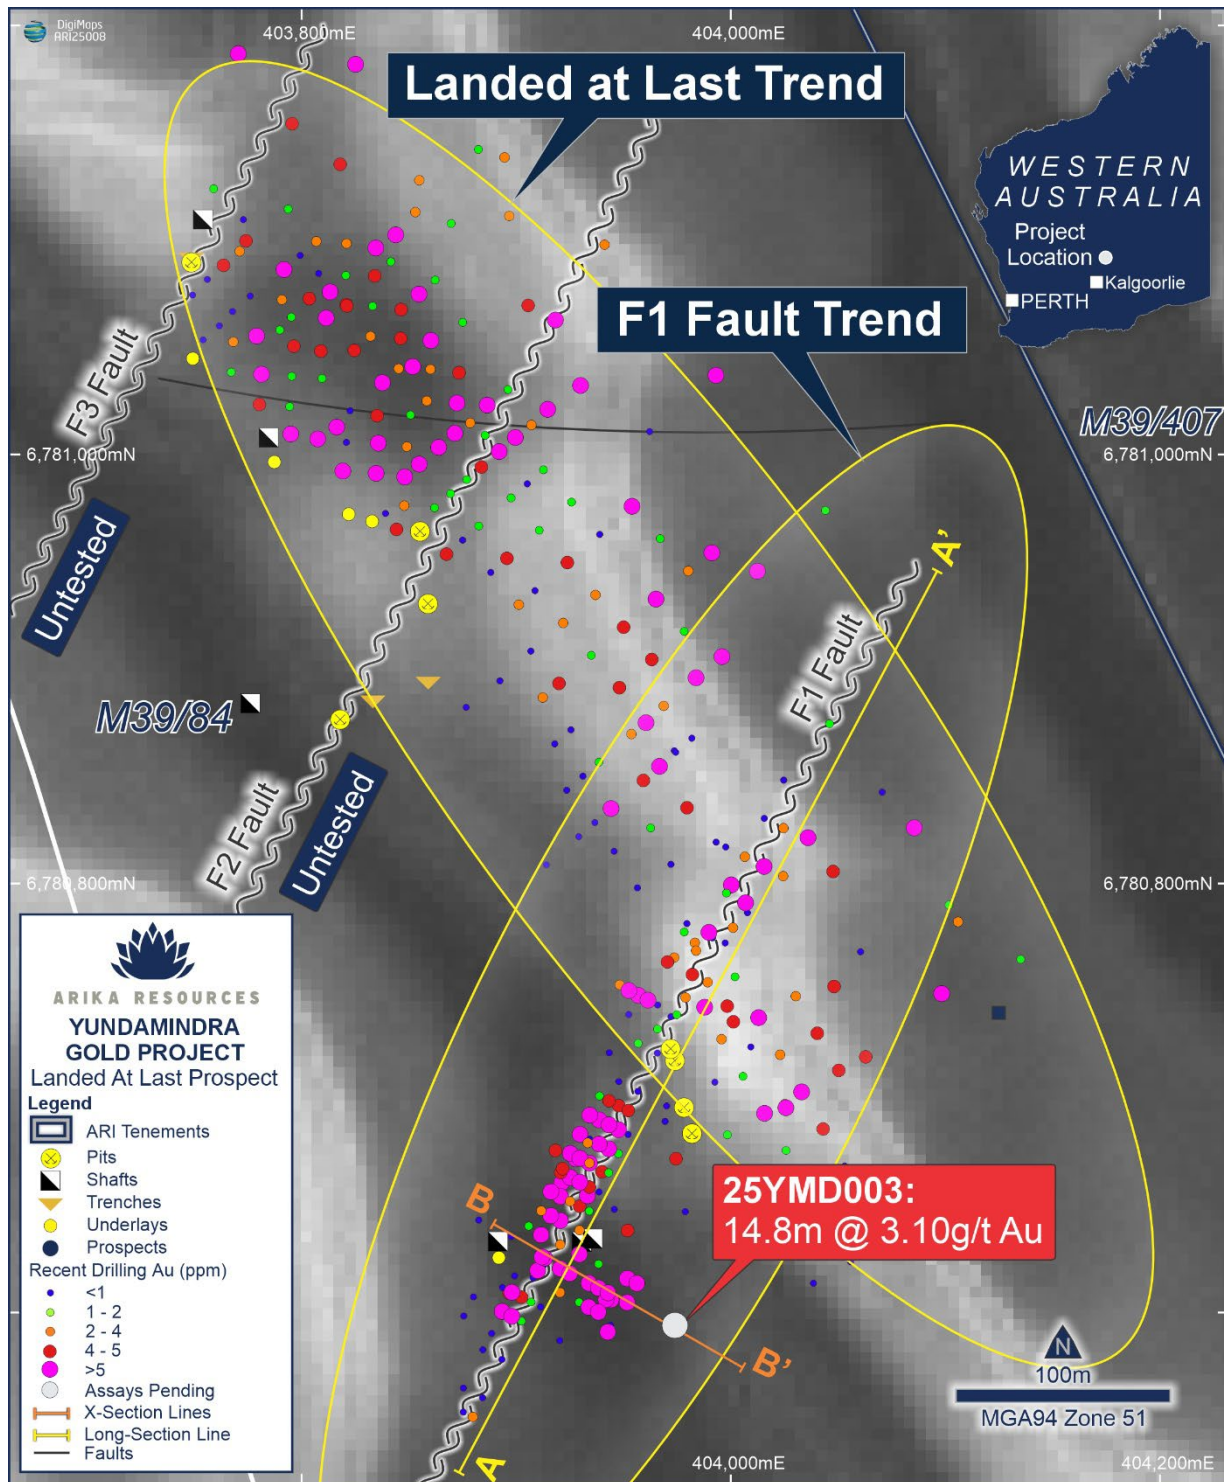 DigiMaps
ARI25008
403,800mE
404,000mE
Landed at Last Trend
WESTERN
AUSTRALIA
Project
Location
Kalgoorlie
PERTH
F1 Fault Trend
F3 Fault
M39/407
6,781,000mN
6,781,000mN
Untested
A'
F1 Fault
M39/84
F2 Fault
Untested
6,780,800mN
6,780,800mN
ARIKA RESOURCES
YUNDAMINDRA
GOLD PROJECT
Landed At Last Prospect
Legend
ARI Tenements
Pits
Shafts
Trenches
Underlays
Prospects
Recent Drilling Au (ppm)
<1
1 - 2
2 - 4
4 - 5
>5
Assays Pending
X-Section Lines
Long-Section Line
Faults
B
25YMD003:
14.8m @ 3.10g/t Au
B'
N
100m
MGA94 Zone 51
A
404,000mE
404,200mE